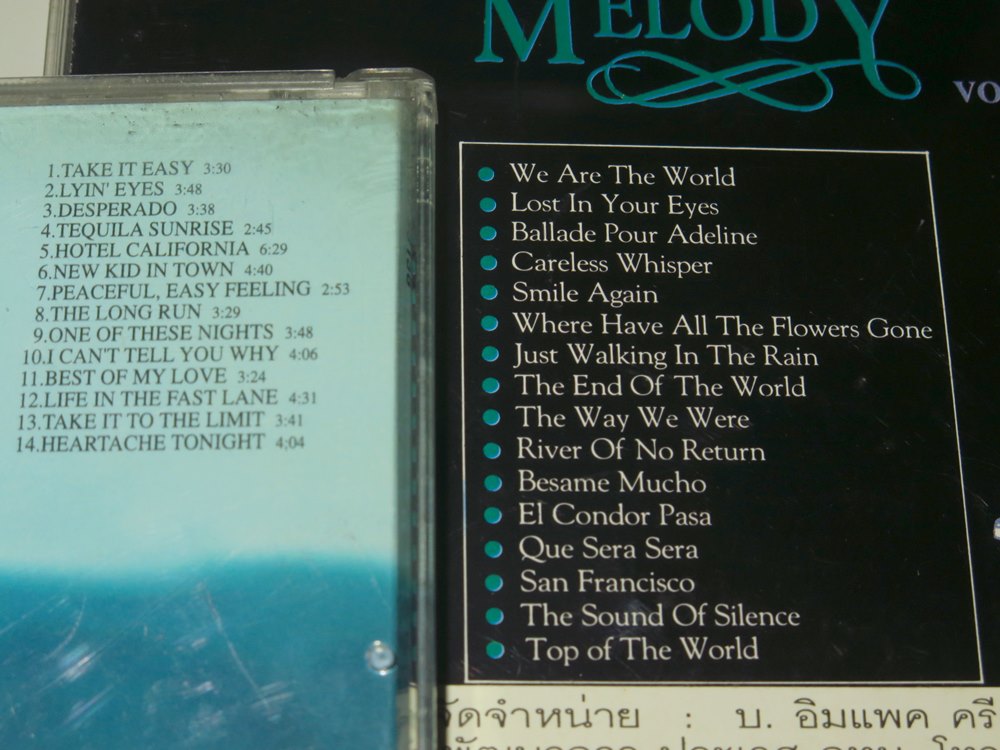 1.TAKE IT EASY 3:30
2.LYIN' EYES 3:48
3.DESPERADO 3:38
4.TEQUILA SUNRISE 2:45
5.HOTEL CALIFORNIA 6:29
6.NEW KID IN TOWN 4:40
7.PEACEFUL, EASY FEELING 2:53
8.THE LONG RUN 3:29
9.ONE OF THESE NIGHTS 3:48
10.I CAN'T TELL YOU WHY 4:06
11.BEST OF MY LOVE 3:24
12.LIFE IN THE FAST LANE 4:31
13.TAKE IT TO THE LIMIT 3:41
14.HEARTACHE TONIGHT 4;04
MELODY
VO
We Are The World
Lost In Your Eyes
Ballade Pour Adeline
Careless Whisper
Smile Again
Where Have All The Flowers Gone
Just Walking In The Rain
The End Of The World
The Way We Were
River Of No Return
Besame Mucho
El Condor Pasa
Que Sera Sera
San Francisco
The Sound Of Silence
Top of The World
จัดจำหน่าย : บ. อิมแพค ครี